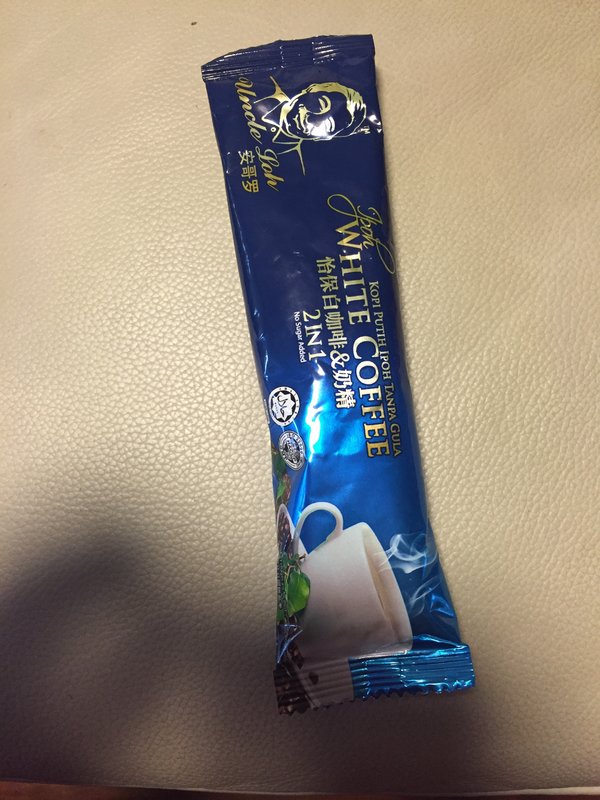 Uncle Loh
安哥罗
Ipoh
KOPI PUTIH IPOH TANPA GULA
WHITE COFFEE
怡保白咖啡&奶精
2 IN 1
No Sugar Added